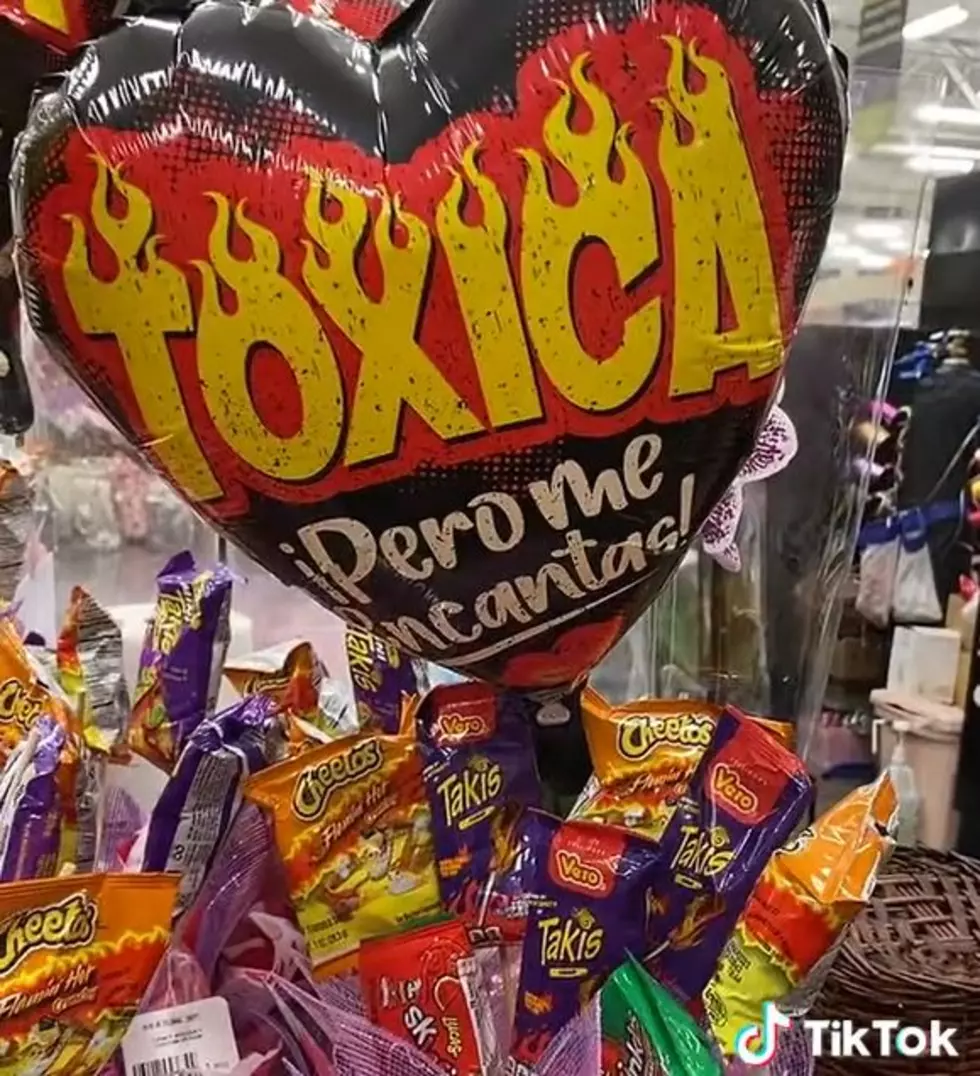 TOXICA
¡Pero me
encantas!
Takis
Takis
Cheetos
Vero
Cheetos
Flamin' Hot
Takis
Vero
Cheetos
Flamin' Hot
Takis
Vero
Takis
Cheetos
Flamin' Hot
TikTok